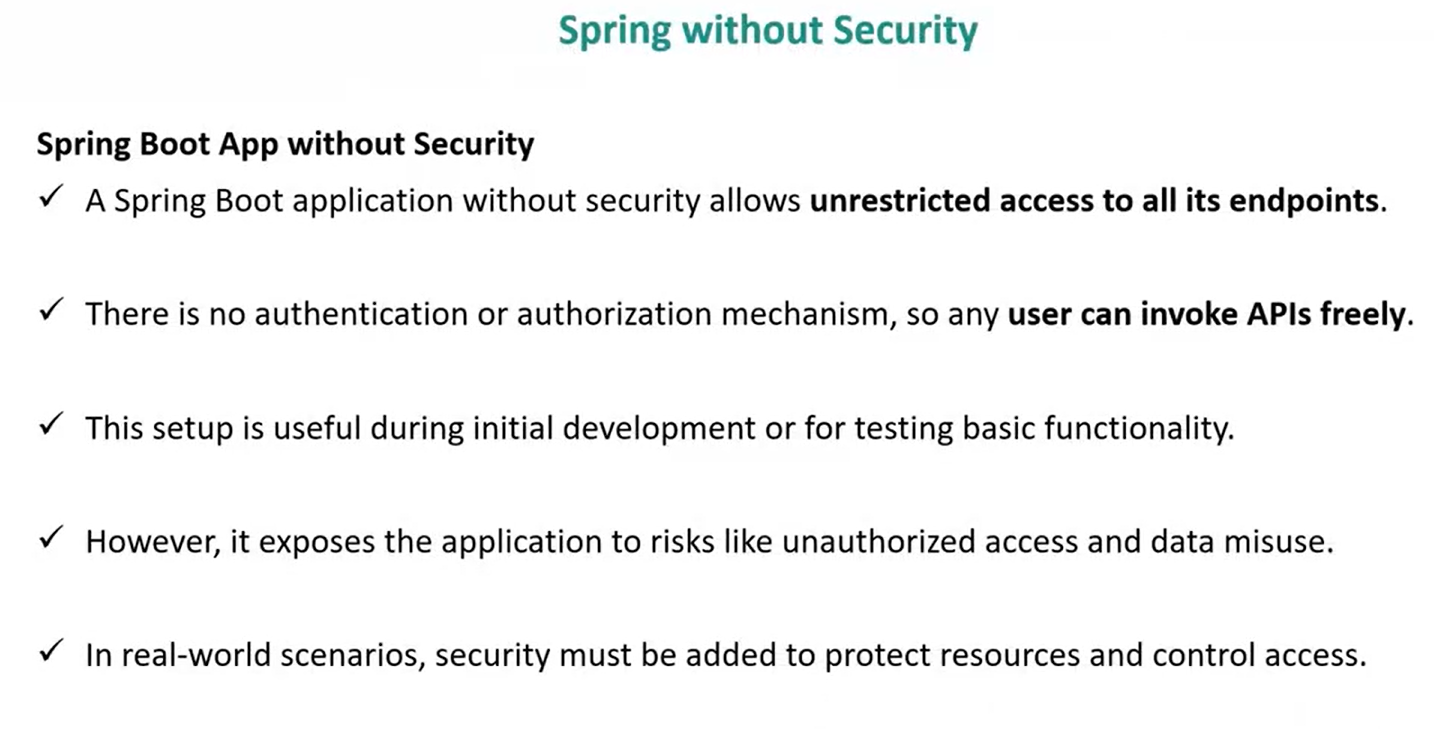 Spring without Security
Spring Boot App without Security
✓ A Spring Boot application without security allows unrestricted access to all its endpoints.
✓ There is no authentication or authorization mechanism, so any user can invoke APIs freely.
✓ This setup is useful during initial development or for testing basic functionality.
✓ However, it exposes the application to risks like unauthorized access and data misuse.
✓ In real-world scenarios, security must be added to protect resources and control access.